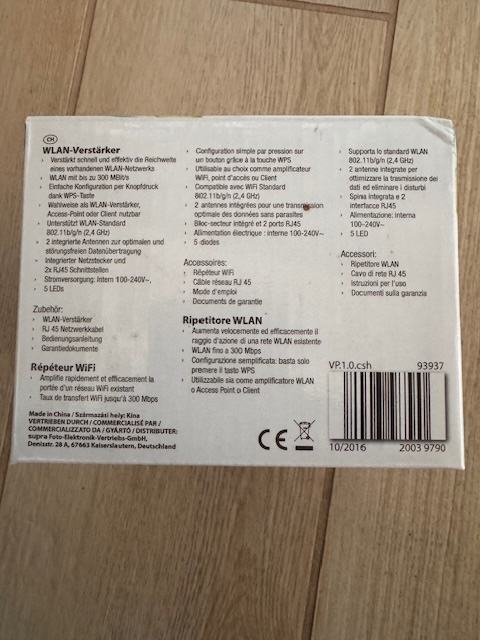 CH
WLAN-Verstärker
› Verstärkt schnell und effektiv die Reichweite
eines vorhandenen WLAN-Netzwerks
› WLAN mit bis zu 300 MBit/s
› Einfache Konfiguration per Knopfdruck
dank WPS-Taste
› Wahlweise als WLAN-Verstärker,
Access-Point oder Client nutzbar
› Unterstützt WLAN-Standard
802.11b/g/n (2,4 GHz)
› 2 integrierte Antennen zur optimalen und
störungsfreien Datenübertragung
› Integrierter Netzstecker und
2x RJ45 Schnittstellen
› Stromversorgung: Intern 100-240V~,
› 5 LEDs
Zubehör:
› WLAN-Verstärker
› RJ 45 Netzwerkkabel
› Bedienungsanleitung
› Garantiedokumente
Répéteur WiFi
› Amplifie rapidement et efficacement la
portée d'un réseau WiFi existant
› Taux de transfert WiFi jusqu'à 300 Mbps
› Configuration simple par pression sur
un bouton grâce à la touche WPS
› Utilisable au choix comme amplificateur
WiFi, point d'accès ou Client
› Compatible avec WiFi Standard
802.11b/g/n (2,4 GHz)
› 2 antennes intégrées pour une transmission
optimale des données sans parasites
› Bloc-secteur intégré et 2 ports RJ45
› Alimentation électrique : interne 100-240V~
› 5 diodes
Accessoires:
› Répéteur WiFi
› Câble réseau RJ 45
› Mode d'emploi
› Documents de garantie
Ripetitore WLAN
› Aumenta velocemente ed efficacemente il
raggio d'azione di una rete WLAN esistente
› WLAN fino a 300 Mbps
› Configurazione semplificata: basta solo
premere il tasto WPS
› Utilizzabile sia come amplificatore WLAN
o Access Point o Client
› Supporta lo standard WLAN
802.11b/g/n (2,4 GHz)
› 2 antenne integrate per
ottimizzare la trasmissione dei
dati ed eliminare i disturbi
› Spina integrata e 2
interfacce RJ45
› Alimentazione: interna
100-240V~
› 5 LED
Accessori:
› Ripetitore WLAN
› Cavo di rete RJ 45
› Istruzioni per l'uso
› Documenti sulla garanzia
Made in China / Származási hely: Kína
VERTRIEBEN DURCH / COMMERCIALISÉ PAR /
COMMERCIALIZZATO DA / GYÁRTÓ / DISTRIBUTER:
supra Foto-Elektronik-Vertriebs-GmbH,
Denisstr. 28 A, 67663 Kaiserslautern, Deutschland
CE
VP.1.0.csh 93937
10/2016 2003 9790